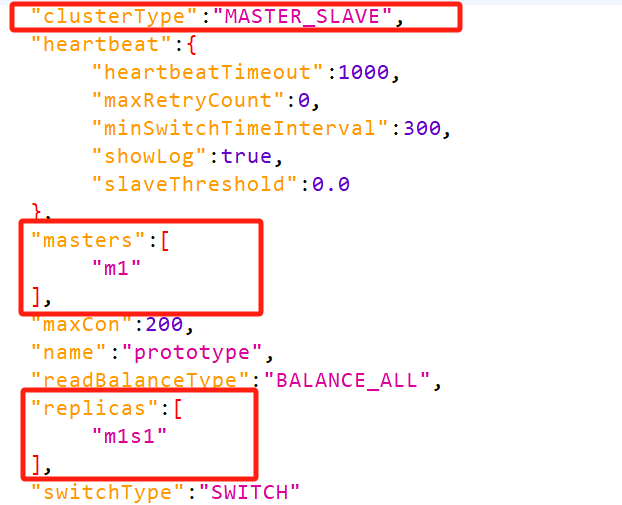 "clusterType":"MASTER_SLAVE",
"heartbeat":{
"heartbeatTimeout":1000,
"maxRetryCount":0,
"minSwitchTimeInterval":300,
"showLog":true,
"slaveThreshold":0.0
},
"masters":[
"m1"
],
"maxCon":200,
"name":"prototype",
"readBalanceType":"BALANCE_ALL",
"replicas":[
"m1s1"
],
"switchType":"SWITCH"